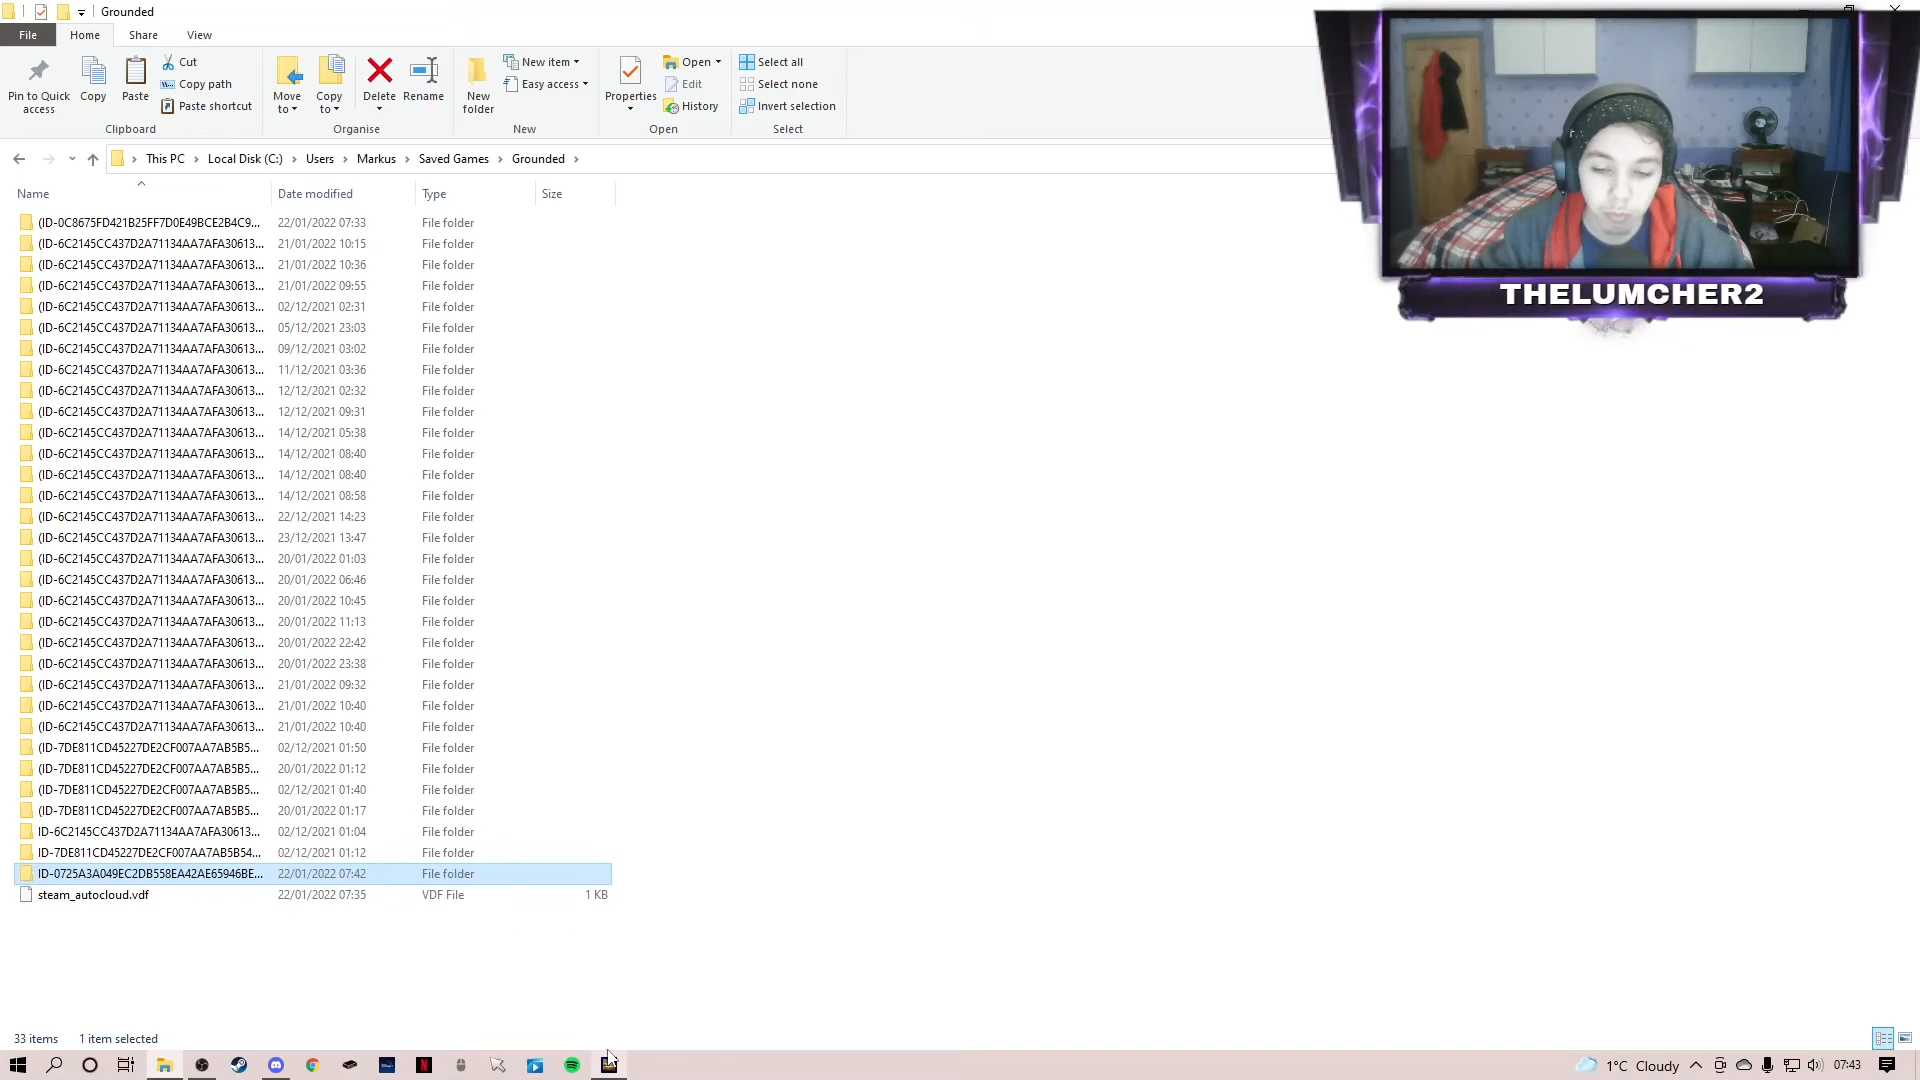 Grounded
File Home Share View
Pin to Quick access
Copy
Paste
Cut
Copy path
Paste shortcut
Move to
Copy to
Delete
Rename
New folder
New item
Easy access
Properties
Open
Edit
History
Select all
Select none
Invert selection
Clipboard Organise New Open Select
This PC > Local Disk (C:) > Users > Markus > Saved Games > Grounded >
THELUMCHER2
Name Date modified Type Size
(ID-0C8675FD421B25FF7D0E49BCE2B4C9... 22/01/2022 07:33 File folder
(ID-6C2145CC437D2A71134AA7AFA30613... 21/01/2022 10:15 File folder
(ID-6C2145CC437D2A71134AA7AFA30613... 21/01/2022 10:36 File folder
(ID-6C2145CC437D2A71134AA7AFA30613... 21/01/2022 09:55 File folder
(ID-6C2145CC437D2A71134AA7AFA30613... 02/12/2021 02:31 File folder
(ID-6C2145CC437D2A71134AA7AFA30613... 05/12/2021 23:03 File folder
(ID-6C2145CC437D2A71134AA7AFA30613... 09/12/2021 03:02 File folder
(ID-6C2145CC437D2A71134AA7AFA30613... 11/12/2021 03:36 File folder
(ID-6C2145CC437D2A71134AA7AFA30613... 12/12/2021 02:32 File folder
(ID-6C2145CC437D2A71134AA7AFA30613... 12/12/2021 09:31 File folder
(ID-6C2145CC437D2A71134AA7AFA30613... 14/12/2021 05:38 File folder
(ID-6C2145CC437D2A71134AA7AFA30613... 14/12/2021 08:40 File folder
(ID-6C2145CC437D2A71134AA7AFA30613... 14/12/2021 08:40 File folder
(ID-6C2145CC437D2A71134AA7AFA30613... 14/12/2021 08:58 File folder
(ID-6C2145CC437D2A71134AA7AFA30613... 22/12/2021 14:23 File folder
(ID-6C2145CC437D2A71134AA7AFA30613... 23/12/2021 13:47 File folder
(ID-6C2145CC437D2A71134AA7AFA30613... 20/01/2022 01:03 File folder
(ID-6C2145CC437D2A71134AA7AFA30613... 20/01/2022 06:46 File folder
(ID-6C2145CC437D2A71134AA7AFA30613... 20/01/2022 10:45 File folder
(ID-6C2145CC437D2A71134AA7AFA30613... 20/01/2022 11:13 File folder
(ID-6C2145CC437D2A71134AA7AFA30613... 20/01/2022 22:42 File folder
(ID-6C2145CC437D2A71134AA7AFA30613... 20/01/2022 23:38 File folder
(ID-6C2145CC437D2A71134AA7AFA30613... 21/01/2022 09:32 File folder
(ID-6C2145CC437D2A71134AA7AFA30613... 21/01/2022 10:40 File folder
(ID-6C2145CC437D2A71134AA7AFA30613... 21/01/2022 10:40 File folder
(ID-7DE811CD45227DE2CF007AA7AB5B5... 02/12/2021 01:50 File folder
(ID-7DE811CD45227DE2CF007AA7AB5B5... 20/01/2022 01:12 File folder
(ID-7DE811CD45227DE2CF007AA7AB5B5... 02/12/2021 01:40 File folder
(ID-7DE811CD45227DE2CF007AA7AB5B5... 20/01/2022 01:17 File folder
ID-6C2145CC437D2A71134AA7AFA30613... 02/12/2021 01:04 File folder
ID-7DE811CD45227DE2CF007AA7AB5B54... 02/12/2021 01:12 File folder
ID-0725A3A049EC2DB558EA42AE65946BE... 22/01/2022 07:42 File folder
steam_autocloud.vdf 22/01/2022 07:35 VDF File 1 KB
33 items 1 item selected
1°C Cloudy 07:43